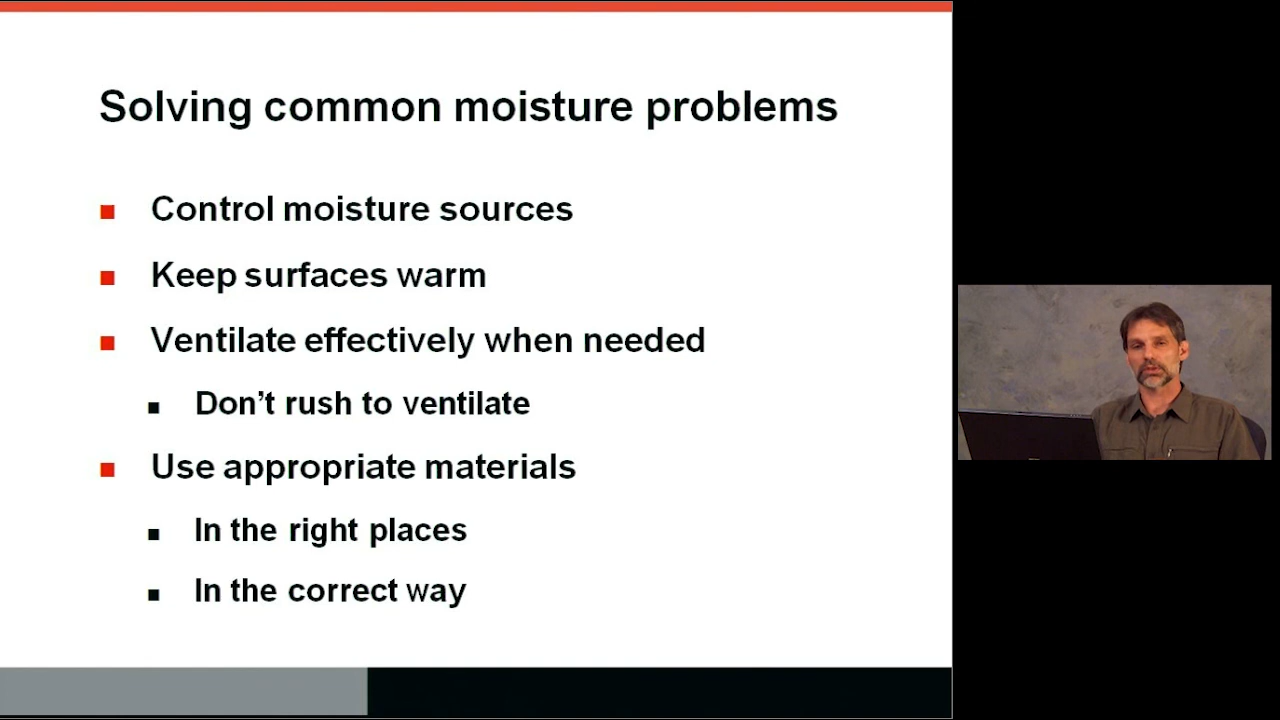 Solving common moisture problems
Control moisture sources
Keep surfaces warm
Ventilate effectively when needed
Don't rush to ventilate
Use appropriate materials
In the right places
In the correct way